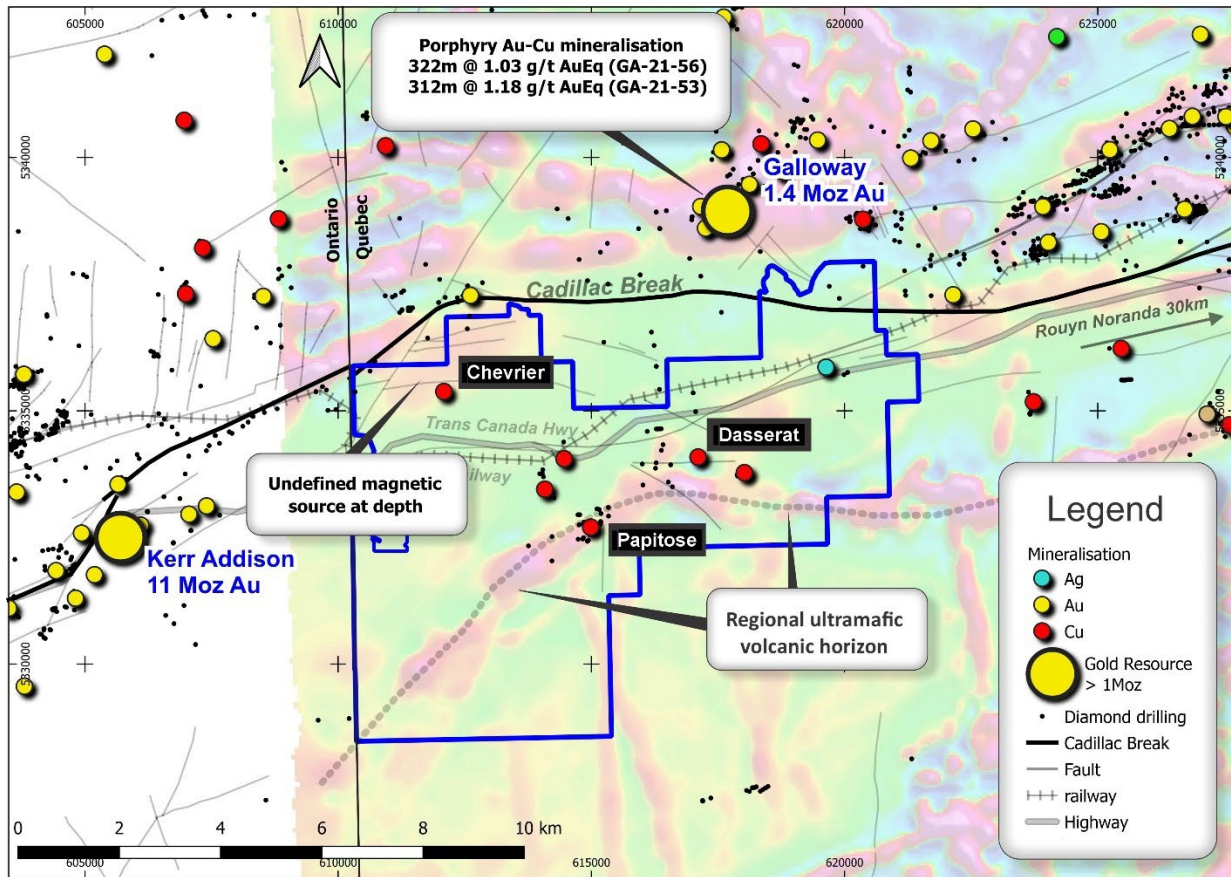 605000
610000
620000
625000
Porphyry Au-Cu mineralisation
322m @ 1.03 g/t AuEq (GA-21-56)
312m @ 1.18 g/t AuEq (GA-21-53)
5340000
5340000
Galloway
1.4 Moz Au
Ontario
Quebec
Cadillac Break
Rouyn Noranda 30km
Chevrier
5335000
Trans Canada Hwy
Dasserat
Undefined magnetic
source at depth
Papitose
Kerr Addison
11 Moz Au
Regional ultramafic
volcanic horizon
5330000
Legend
Mineralisation
Ag
Au
Cu
Gold Resource
> 1Moz
Diamond drilling
Cadillac Break
Fault
railway
Highway
0 2 4 6 8 10 km
605000
610000
615000
620000